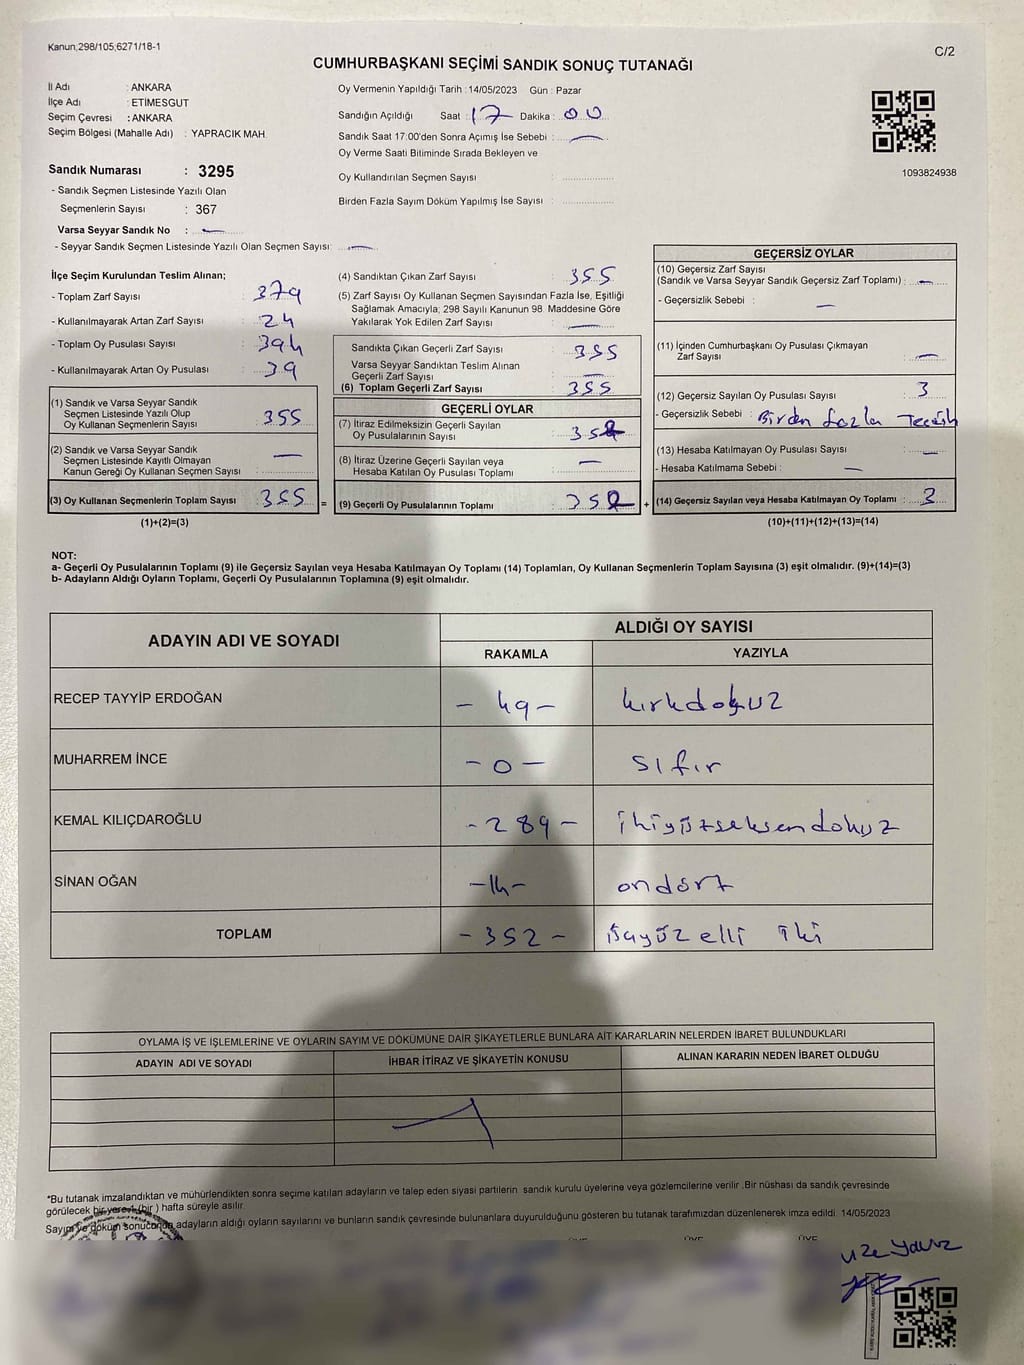 Kanun;298/105;6271/18-1
C/2
CUMHURBAŞKANI SEÇİMİ SANDIK SONUÇ TUTANAĞI
İl Adı : ANKARA
İlçe Adı : ETİMESGUT
Seçim Çevresi : ANKARA
Seçim Bölgesi (Mahalle Adı) : YAPRACIK MAH.
Oy Vermenin Yapıldığı Tarih :14/05/2023 Gün : Pazar
Sandığın Açıldığı Saat : 17 Dakika : 00
Sandık Saat 17:00'den Sonra Açımış İse Sebebi : —
Oy Verme Saati Bitiminde Sırada Bekleyen ve
Oy Kullandırılan Seçmen Sayısı :
Birden Fazla Sayım Döküm Yapılmış İse Sayısı :
1093824938
Sandık Numarası : 3295
- Sandık Seçmen Listesinde Yazılı Olan
Seçmenlerin Sayısı : 367
Varsa Seyyar Sandık No : —
- Seyyar Sandık Seçmen Listesinde Yazılı Olan Seçmen Sayısı: —
İlçe Seçim Kurulundan Teslim Alınan;
- Toplam Zarf Sayısı : 379
- Kullanılmayarak Artan Zarf Sayısı : 24
- Toplam Oy Pusulası Sayısı : 394
- Kullanılmayarak Artan Oy Pusulası : 39
(1) Sandık ve Varsa Seyyar Sandık
Seçmen Listesinde Yazılı Olup
Oy Kullanan Seçmenlerin Sayısı : 355
(2) Sandık ve Varsa Seyyar Sandık
Seçmen Listesinde Kayıtlı Olmayan
Kanun Gereği Oy Kullanan Seçmen Sayısı : —
(3) Oy Kullanan Seçmenlerin Toplam Sayısı : 355 =
(1)+(2)=(3)
(4) Sandıktan Çıkan Zarf Sayısı : 355
(5) Zarf Sayısı Oy Kullanan Seçmen Sayısından Fazla İse, Eşitliği
Sağlamak Amacıyla; 298 Sayılı Kanunun 98. Maddesine Göre
Yakılarak Yok Edilen Zarf Sayısı : —
Sandıkta Çıkan Geçerli Zarf Sayısı : 355
Varsa Seyyar Sandıktan Teslim Alınan
Geçerli Zarf Sayısı : —
(6) Toplam Geçerli Zarf Sayısı : 355
GEÇERLİ OYLAR
(7) İtiraz Edilmeksizin Geçerli Sayılan
Oy Pusulalarının Sayısı : 352
(8) İtiraz Üzerine Geçerli Sayılan veya
Hesaba Katılan Oy Pusulası Toplamı : —
(9) Geçerli Oy Pusulalarının Toplamı : 352 +
GEÇERSİZ OYLAR
(10) Geçersiz Zarf Sayısı
(Sandık ve Varsa Seyyar Sandık Geçersiz Zarf Toplamı) : —
- Geçersizlik Sebebi : —
(11) İçinden Cumhurbaşkanı Oy Pusulası Çıkmayan
Zarf Sayısı : —
(12) Geçersiz Sayılan Oy Pusulası Sayısı : 3
- Geçersizlik Sebebi : Birden fazla Tercih
(13) Hesaba Katılmayan Oy Pusulası Sayısı : —
- Hesaba Katılmama Sebebi : —
(14) Geçersiz Sayılan veya Hesaba Katılmayan Oy Toplamı : 3
(10)+(11)+(12)+(13)=(14)
NOT:
a- Geçerli Oy Pusulalarının Toplamı (9) ile Geçersiz Sayılan veya Hesaba Katılmayan Oy Toplamı (14) Toplamları, Oy Kullanan Seçmenlerin Toplam Sayısına (3) eşit olmalıdır. (9)+(14)=(3)
b- Adayların Aldığı Oyların Toplamı, Geçerli Oy Pusulalarının Toplamına (9) eşit olmalıdır.
ADAYIN ADI VE SOYADI
ALDIĞI OY SAYISI
RAKAMLA YAZIYLA
RECEP TAYYİP ERDOĞAN - 49 - kırkdokuz
MUHARREM İNCE - 0 - sıfır
KEMAL KILIÇDAROĞLU - 289 - ikiyüzseksendokuz
SİNAN OĞAN - 14 - ondört
TOPLAM - 352 - üçyüz elli iki
OYLAMA İŞ VE İŞLEMLERİNE VE OYLARIN SAYIM VE DÖKÜMÜNE DAİR ŞİKAYETLERLE BUNLARA AİT KARARLARIN NELERDEN İBARET BULUNDUKLARI
ADAYIN ADI VE SOYADI İHBAR İTİRAZ VE ŞİKAYETİN KONUSU ALINAN KARARIN NEDEN İBARET OLDUĞU
*Bu tutanak imzalandıktan ve mühürlendikten sonra seçime katılan adayların ve talep eden siyasi partilerin sandık kurulu üyelerine veya gözlemcilerine verilir .Bir nüshası da sandık çevresinde
görülecek bir yere 1 (bir ) hafta süreyle asılır.
Sayım ve döküm sonucunda adayların aldığı oyların sayılarını ve bunların sandık çevresinde bulunanlara duyurulduğunu gösteren bu tutanak tarafımızdan düzenlenerek imza edildi. 14/05/2023
ÜYE ÜYE ÜYE